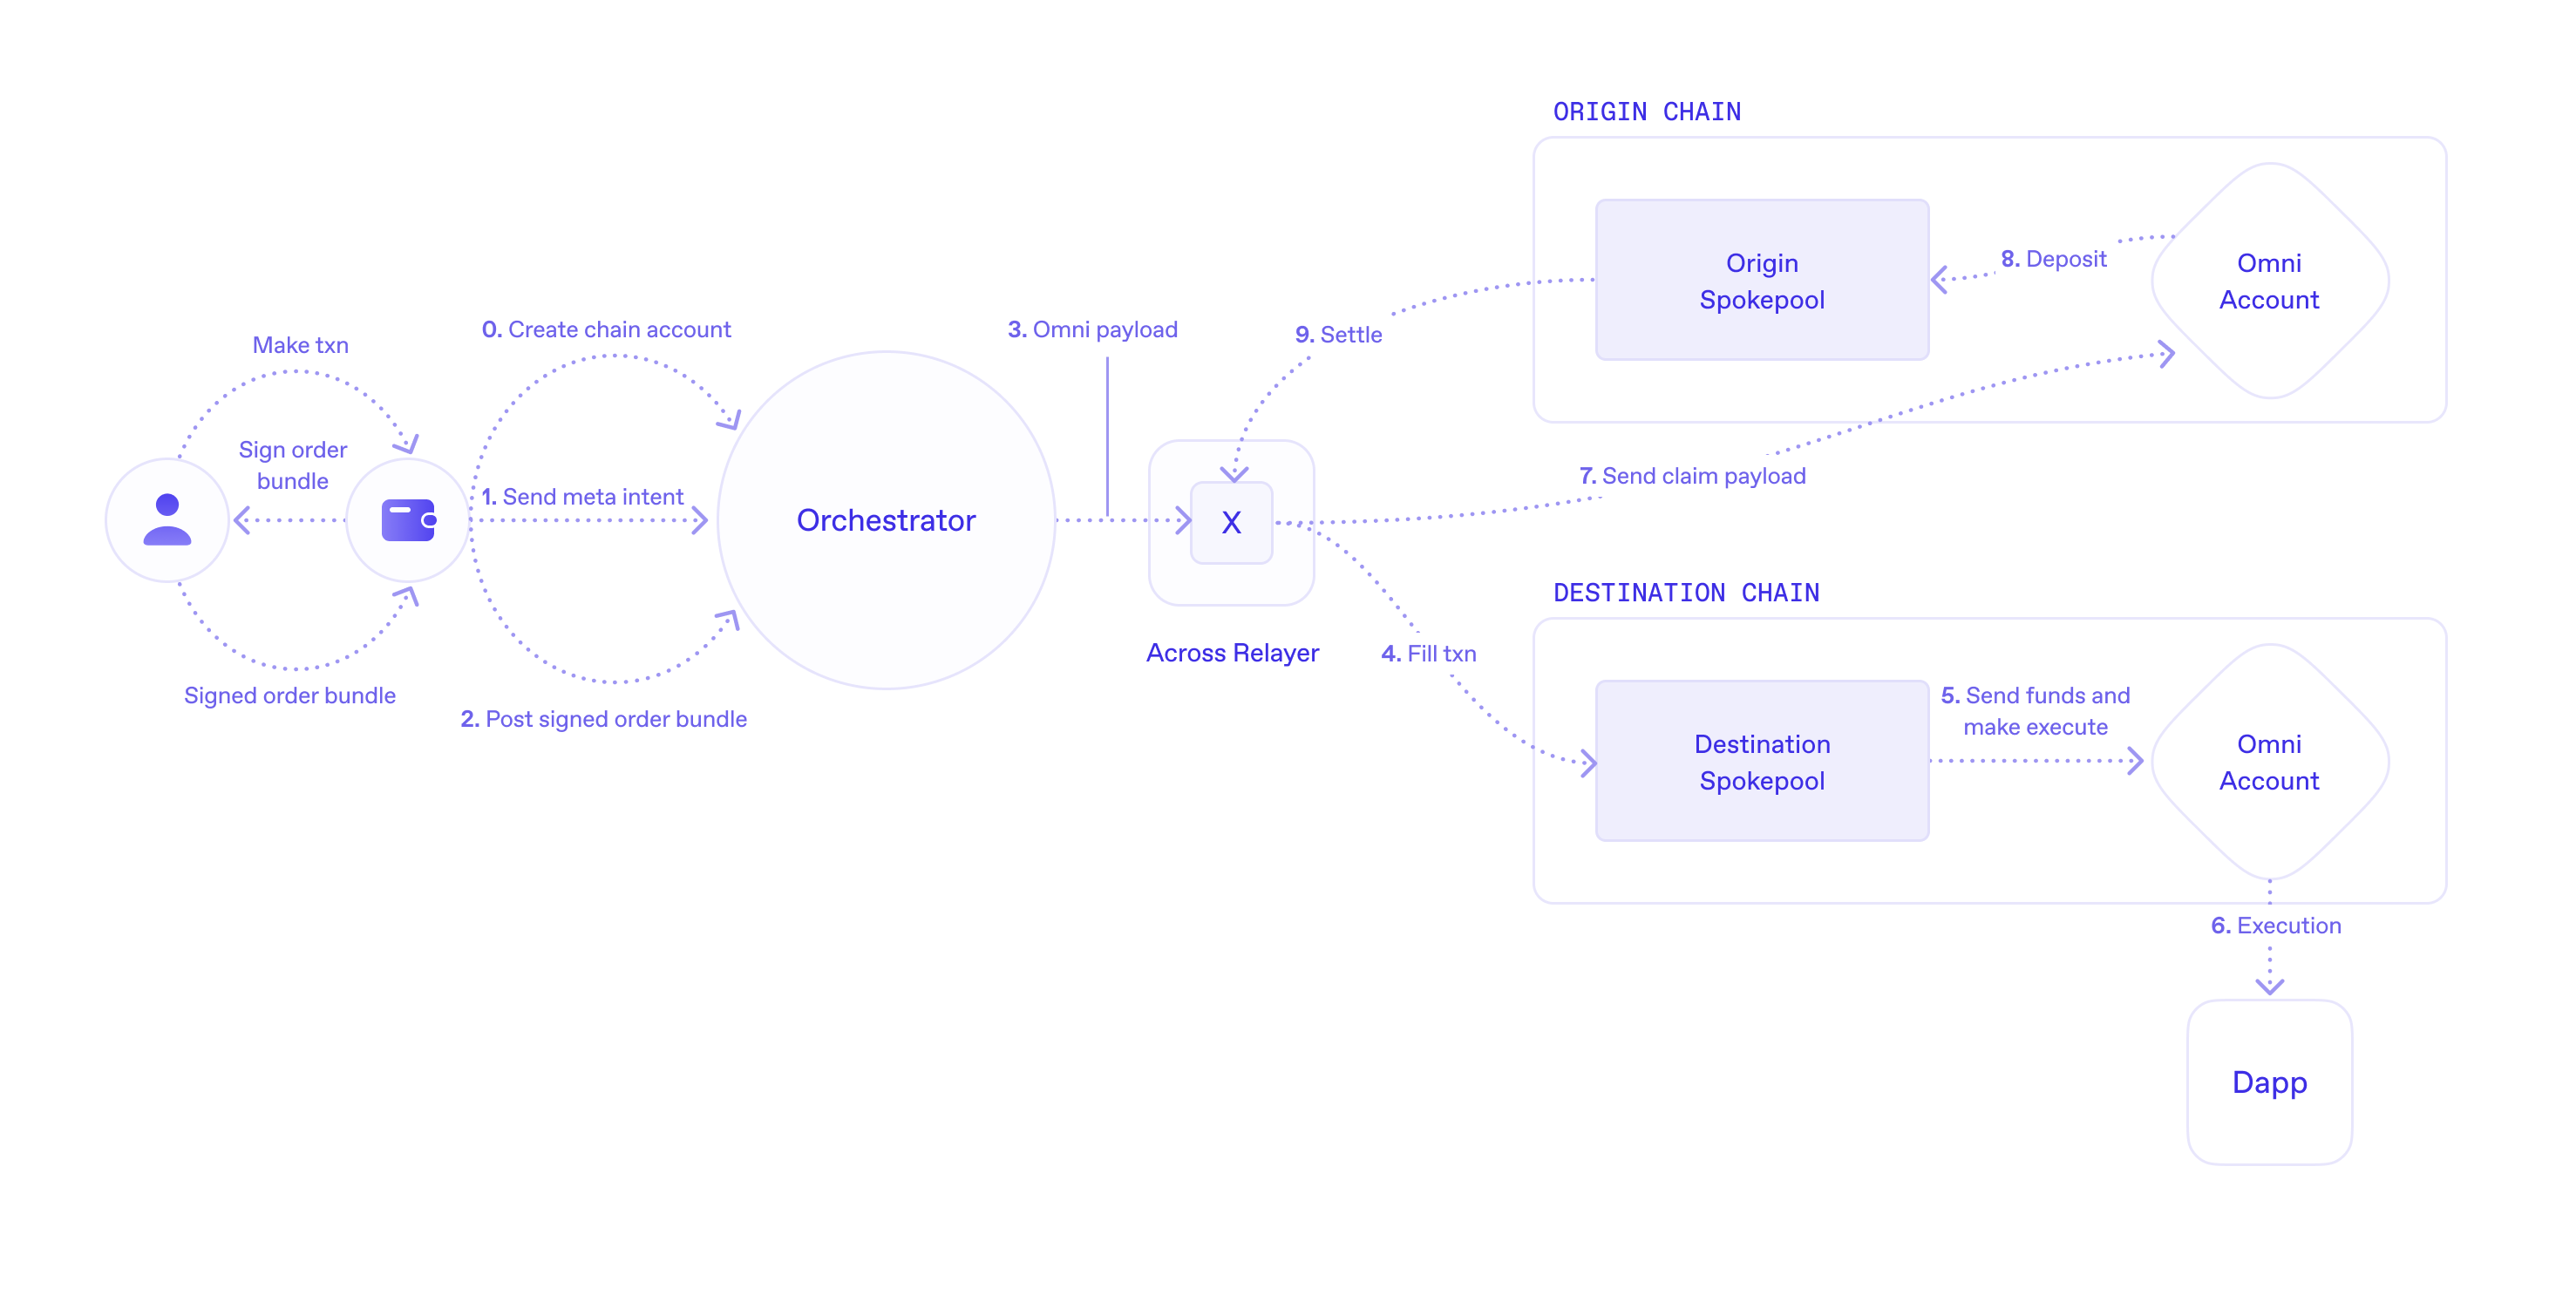 Make txn
Sign order
bundle
Signed order bundle
0. Create chain account
1. Send meta intent
2. Post signed order bundle
Orchestrator
3. Omni payload
X
Across Relayer
9. Settle
7. Send claim payload
4. Fill txn
ORIGIN CHAIN
Origin
Spokepool
8. Deposit
Omni
Account
DESTINATION CHAIN
Destination
Spokepool
5. Send funds and
make execute
Omni
Account
6. Execution
Dapp